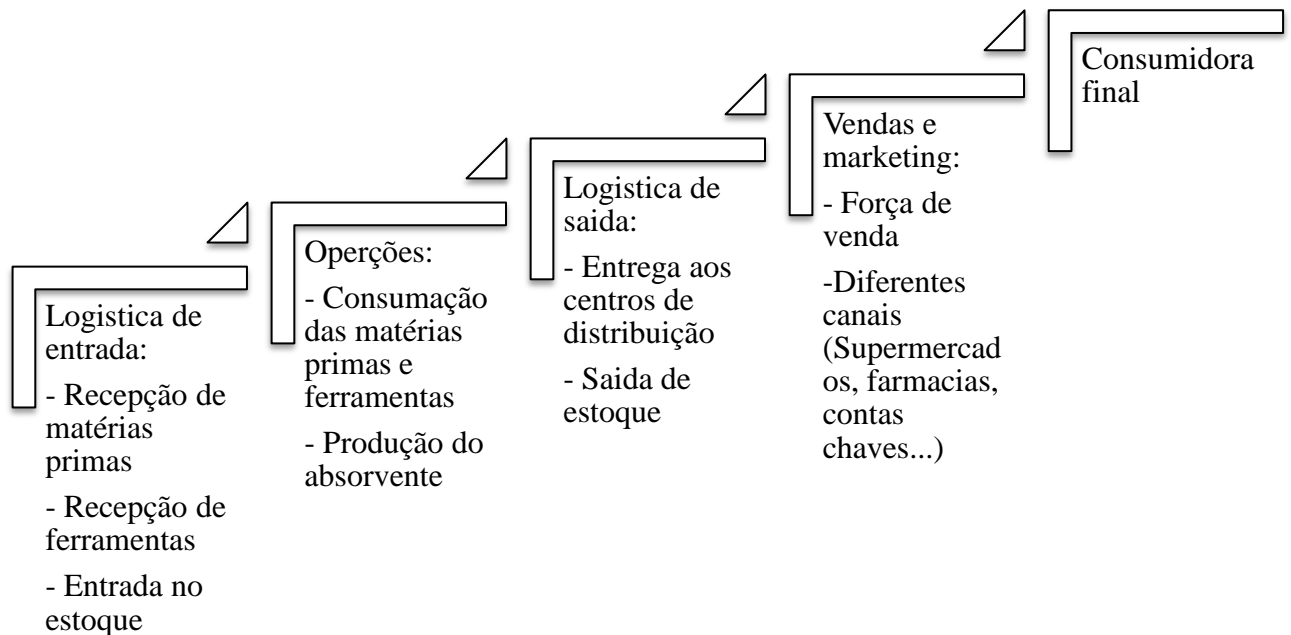 Logistica de
entrada:
- Recepção de
matérias
primas
- Recepção de
ferramentas
- Entrada no
estoque
Operções:
- Consumação
das matérias
primas e
ferramentas
- Produção do
absorvente
Logistica de
saida:
- Entrega aos
centros de
distribuição
- Saida de
estoque
Vendas e
marketing:
- Força de
venda
-Diferentes
canais
(Supermercad
os, farmacias,
contas
chaves...)
Consumidora
final